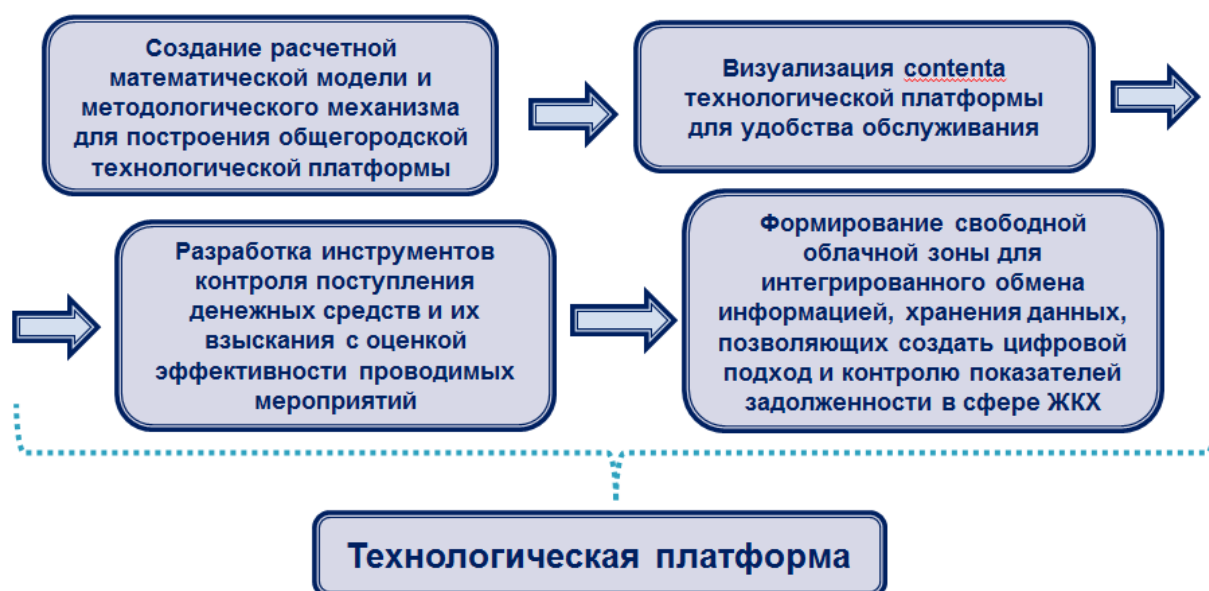 Создание расчетной
математической модели и
методологического механизма
для построения общегородской
технологической платформы
Визуализация contenta
технологической платформы
для удобства обслуживания
Разработка инструментов
контроля поступления
денежных средств и их
взыскания с оценкой
эффективности проводимых
мероприятий
Формирование свободной
облачной зоны для
интегрированного обмена
информацией, хранения данных,
позволяющих создать цифровой
подход и контролю показателей
задолженности в сфере ЖКХ
Технологическая платформа